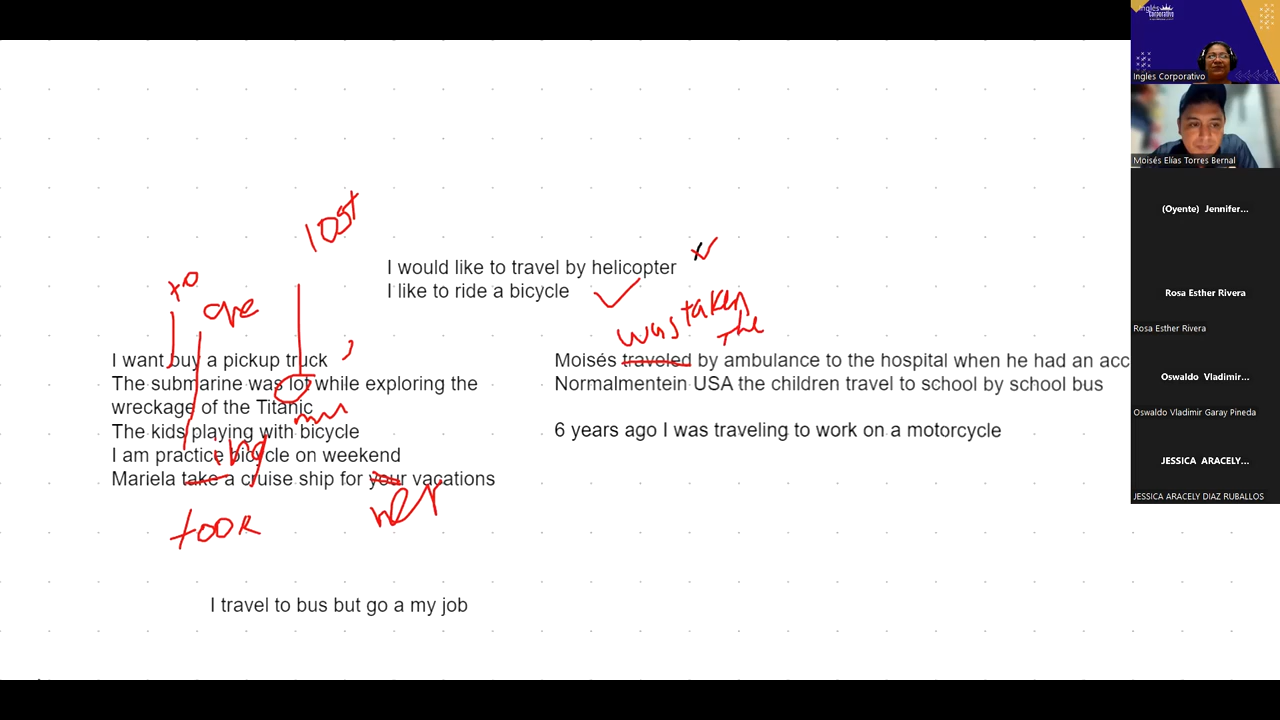 lost
I would like to travel by helicopter
I like to ride a bicycle
to
are
was taken
the
I want buy a pickup truck
The submarine was lot while exploring the
wreckage of the Titanic
The kids playing with bicycle
I am practice bicycle on weekend
ing
Mariela take a cruise ship for your vacations
took
her
Moisés traveled by ambulance to the hospital when he had an acc
Normalmentein USA the children travel to school by school bus
6 years ago I was traveling to work on a motorcycle
I travel to bus but go a my job
Inglés
corporativo
Ingles Corporativo
Moisés Elías Torres Bernal
(Oyente) Jennifer...
Rosa Esther Rivera
Rosa Esther Rivera
Oswaldo Vladimir...
Oswaldo Vladimir Garay Pineda
JESSICA ARACELY...
JESSICA ARACELY DIAZ RUBALLOS